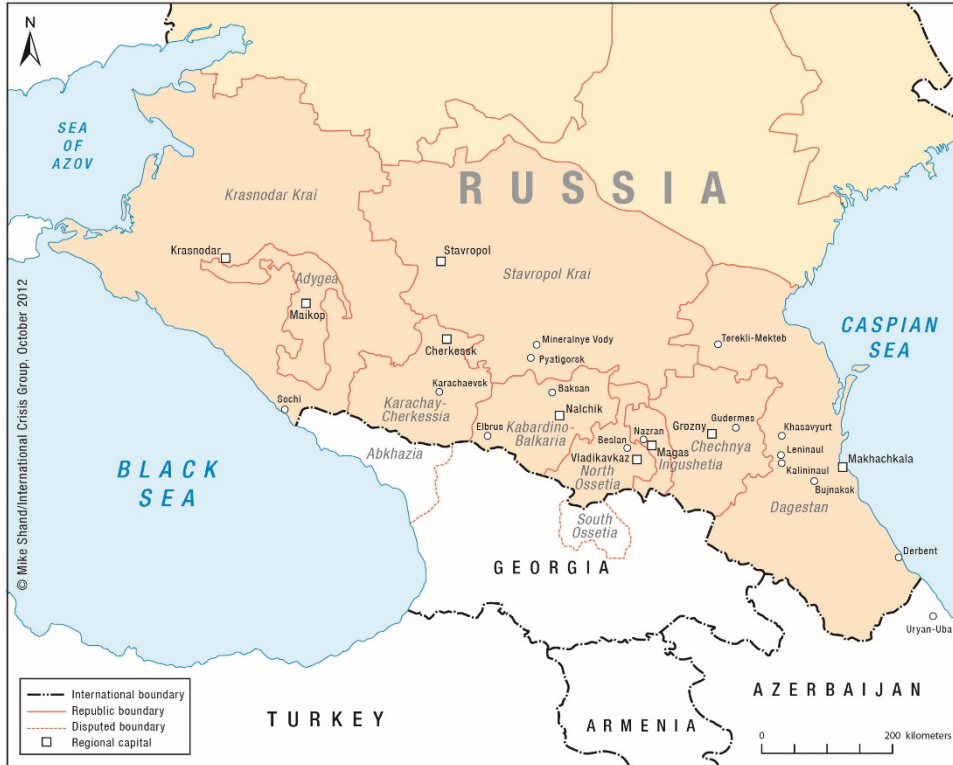 N
SEA
OF
AZOV
Krasnodar Krai
RUSSIA
Krasnodar
Stavropol
Stavropol Krai
Adygea
Maikop
CASPIAN
SEA
Cherkessk
Mineralnye Vody
Pyatigorsk
Terekli-Mekteb
Karachaevsk
Karachay-
Cherkessia
Baksan
Nalchik
Kabardino-
Balkaria
Elbrus
Sochi
Grozny
Gudermes
Chechnya
Khasavyurt
Nazran
Beslan
Magas
Ingushetia
Vladikavkaz
North
Ossetia
Leninaul
Kalininaul
Makhachkala
Bujnaksk
Dagestan
Abkhazia
BLACK
SEA
South
Ossetia
GEORGIA
Derbent
Uryan-Uba
© Mike Shand/International Crisis Group, October 2012
International boundary
Republic boundary
Disputed boundary
Regional capital
TURKEY
ARMENIA
AZERBAIJAN
0 200 kilometers